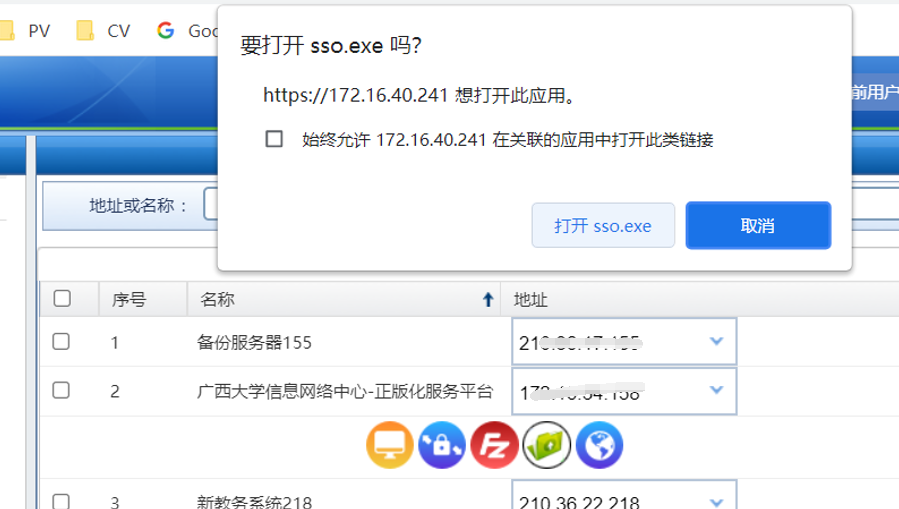 PV
CV
要打开 sso.exe 吗?
https://172.16.40.241 想打开此应用。
始终允许 172.16.40.241 在关联的应用中打开此类链接
打开 sso.exe
取消
前用户
地址或名称：
序号
名称
地址
1
备份服务器155
2
广西大学信息网络中心-正版化服务平台
FZ
3
新教务系统218
210.36.22.218